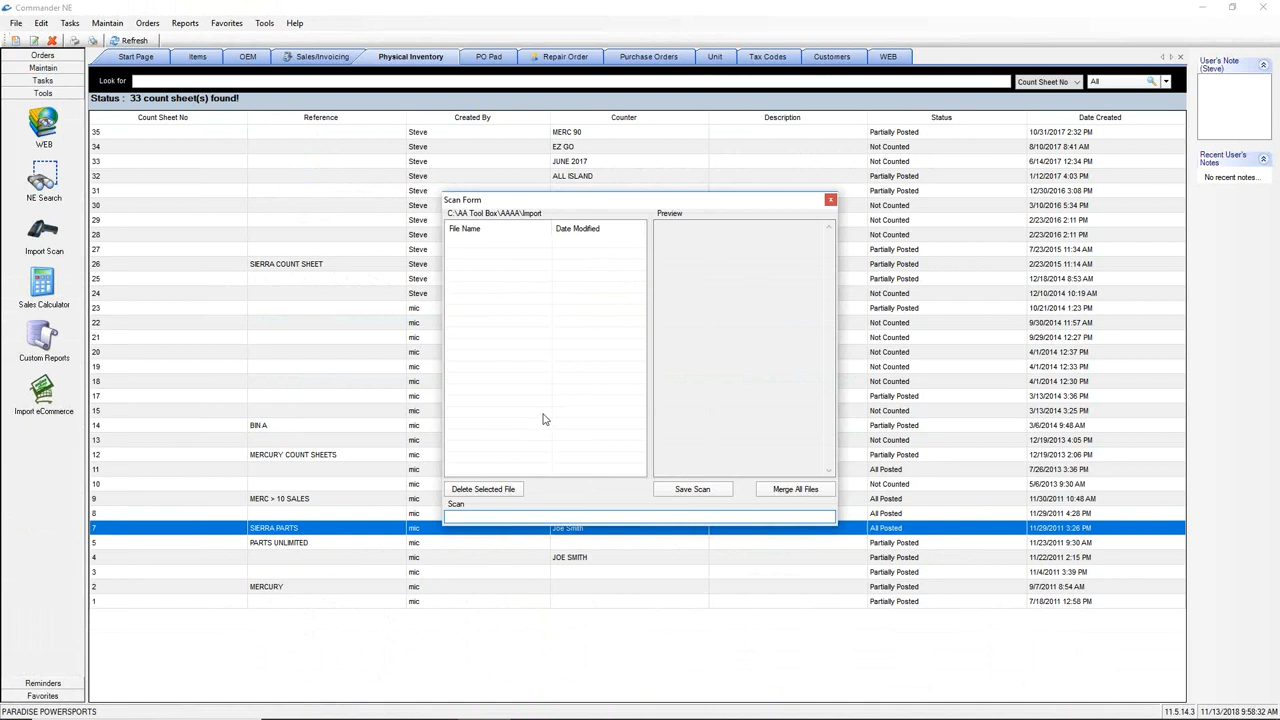 Commander NE
File Edit Tasks Maintain Orders Reports Favorites Tools Help
Refresh
Orders
Maintain
Tasks
Tools
WEB
NE Search
Import Scan
Sales Calculator
Custom Reports
Import eCommerce
Reminders
Favorites
Start Page Items OEM Sales/Invoicing Physical Inventory PO Pad Repair Order Purchase Orders Unit Tax Codes Customers WEB
Look for Count Sheet No All
Status : 33 count sheet(s) found!
Count Sheet No Reference Created By Counter Description Status Date Created
35 Steve MERC 90 Partially Posted 10/31/2017 2:32 PM
34 Steve EZ GO Not Counted 8/10/2017 8:41 AM
33 Steve JUNE 2017 Not Counted 6/14/2017 12:34 PM
32 Steve ALL ISLAND Partially Posted 1/12/2017 4:03 PM
31 Steve Partially Posted 12/30/2016 3:08 PM
30 Steve Not Counted 3/10/2016 5:34 PM
29 Steve Not Counted 2/23/2016 2:11 PM
28 Steve Not Counted 2/23/2016 2:11 PM
27 Steve Partially Posted 7/23/2015 11:34 AM
26 SIERRA COUNT SHEET Steve Partially Posted 2/23/2015 11:14 AM
25 Steve Not Counted 12/18/2014 8:53 AM
24 Steve Not Counted 12/10/2014 10:19 AM
23 mic Partially Posted 10/21/2014 1:23 PM
22 mic Not Counted 9/30/2014 11:57 AM
21 mic Not Counted 9/29/2014 12:27 PM
20 mic Not Counted 4/1/2014 12:37 PM
19 mic Not Counted 4/1/2014 12:33 PM
18 mic Not Counted 4/1/2014 12:30 PM
17 mic Partially Posted 3/13/2014 3:36 PM
15 mic Not Counted 3/13/2014 3:25 PM
14 BIN A mic Partially Posted 3/6/2014 9:48 AM
13 mic Not Counted 12/19/2013 4:05 PM
12 MERCURY COUNT SHEETS mic Partially Posted 12/19/2013 2:06 PM
11 mic All Posted 7/26/2013 3:36 PM
10 mic Not Counted 5/6/2013 9:30 AM
9 MERC > 10 SALES mic All Posted 11/30/2011 10:48 AM
8 mic All Posted 11/29/2011 4:28 PM
7 SIERRA PARTS mic Joe Smith All Posted 11/29/2011 3:26 PM
5 PARTS UNLIMITED mic Partially Posted 11/23/2011 9:30 AM
4 mic JOE SMITH Partially Posted 11/22/2011 2:15 PM
3 mic Partially Posted 11/4/2011 3:39 PM
2 MERCURY mic Partially Posted 9/7/2011 8:54 AM
1 mic Partially Posted 7/18/2011 12:58 PM
Scan Form
C:\AA Tool Box\AAAA\Import Preview
File Name Date Modified
Delete Selected File Save Scan Merge All Files
Scan
User's Note
(Steve)
Recent User's
Notes
No recent notes...
PARADISE POWERSPORTS 11.5.14.3 11/13/2018 9:58:32 AM